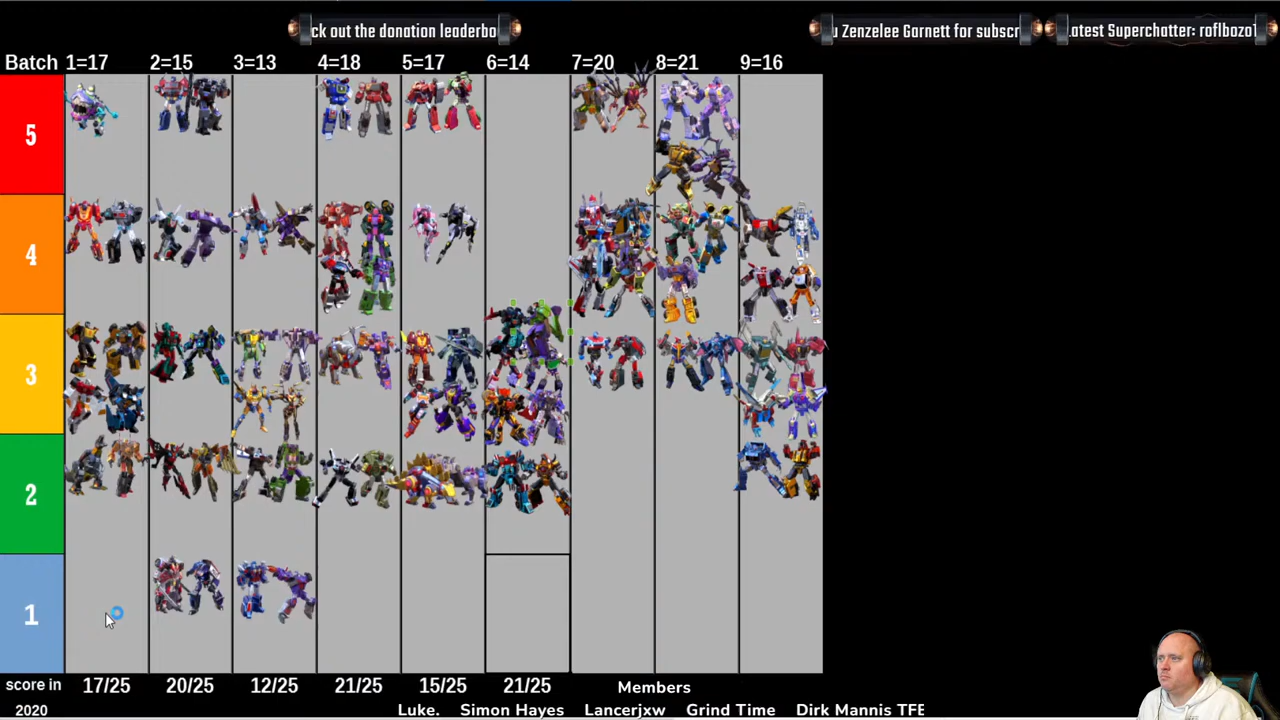 ck out the donation leaderbo
u Zenzelee Garnett for subscr
atest Superchatter: roflbozo
Batch 1=17 2=15 3=13 4=18 5=17 6=14 7=20 8=21 9=16
5
4
3
2
1
score in 17/25 20/25 12/25 21/25 15/25 21/25 Members
2020 Luke. Simon Hayes Lancerjxw Grind Time Dirk Mannis TFE